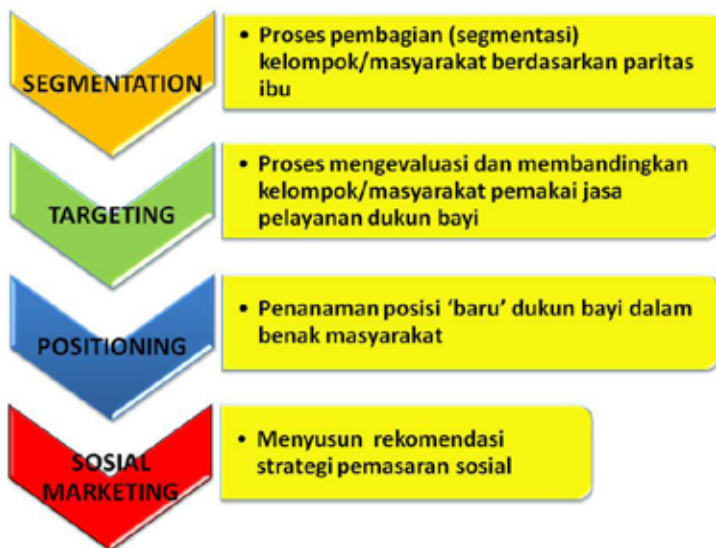 SEGMENTATION
• Proses pembagian (segmentasi)
kelompok/masyarakat berdasarkan paritas
ibu
TARGETING
• Proses mengevaluasi dan membandingkan
kelompok/masyarakat pemakai jasa
pelayanan dukun bayi
POSITIONING
• Penanaman posisi ‘baru’ dukun bayi dalam
benak masyarakat
SOSIAL
MARKETING
• Menyusun rekomendasi
strategi pemasaran sosial